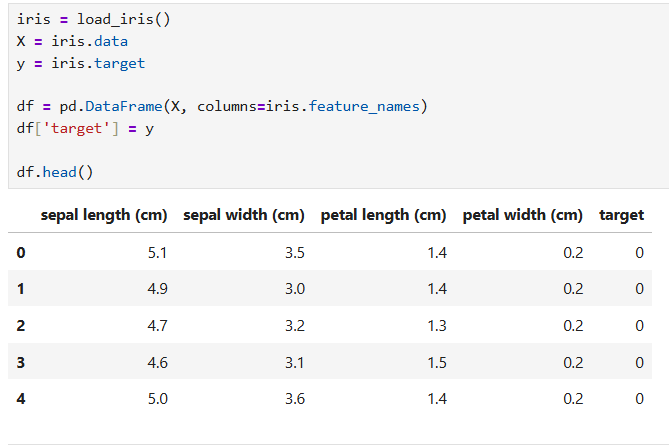 iris = load_iris()
X = iris.data
y = iris.target
df = pd.DataFrame(X, columns=iris.feature_names)
df['target'] = y
df.head()
sepal length (cm) sepal width (cm) petal length (cm) petal width (cm) target
0 5.1 3.5 1.4 0.2 0
1 4.9 3.0 1.4 0.2 0
2 4.7 3.2 1.3 0.2 0
3 4.6 3.1 1.5 0.2 0
4 5.0 3.6 1.4 0.2 0